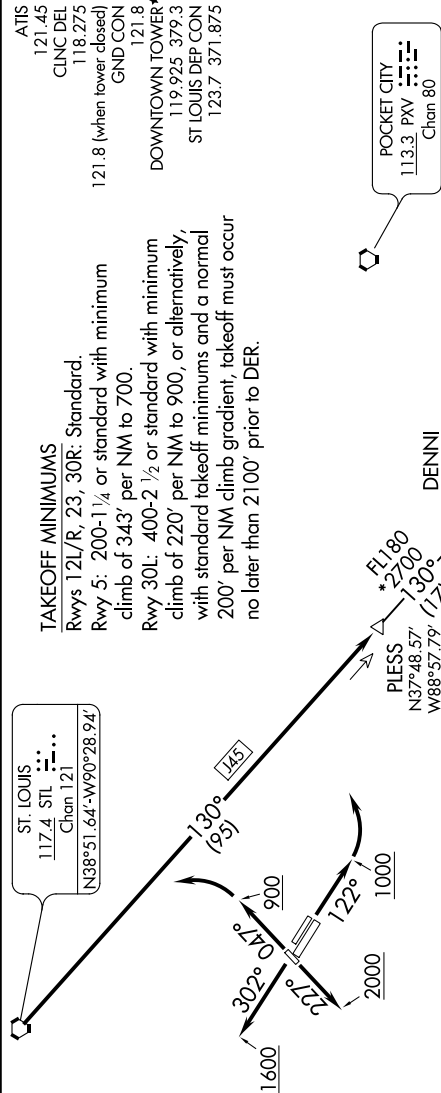 ATIS
121.45
CLNC DEL
118.275
121.8 (when tower closed)
GND CON
121.8
DOWNTOWN TOWER*
119.925 379.3
ST LOUIS DEP CON
123.7 371.875
TAKEOFF MINIMUMS
Rwys 12L/R, 23, 30R: Standard.
Rwy 5: 200-1¼ or standard with minimum
climb of 343' per NM to 700.
Rwy 30L: 400-2 ½ or standard with minimum
climb of 220' per NM to 900, or alternatively,
with standard takeoff minimums and a normal
200' per NM climb gradient, takeoff must occur
no later than 2100' prior to DER.
ST. LOUIS
117.4 STL
Chan 121
N38°51.64'-W90°28.94'
POCKET CITY
113.3 PXV
Chan 80
J45
130°
(95)
FL180
*2700
130°
PLESS
N37°48.57'
W88°57.79'
DENNI
900
047°
302°
122°
1000
227°
2000
1600